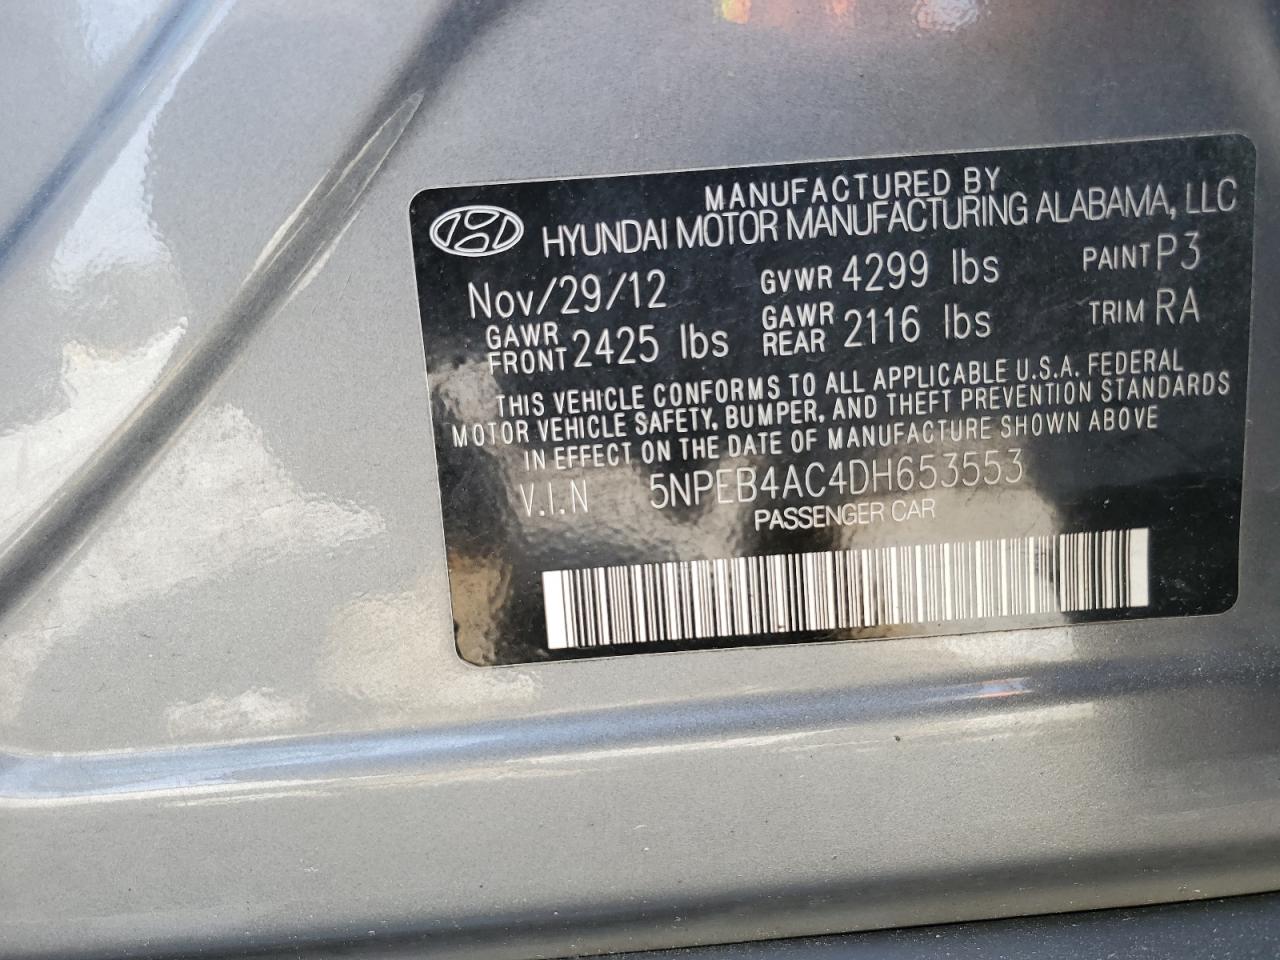 MANUFACTURED BY
HYUNDAI MOTOR MANUFACTURING ALABAMA, LLC
Nov/29/12 GVWR 4299 lbs PAINT P3
GAWR FRONT 2425 lbs GAWR REAR 2116 lbs TRIM RA
THIS VEHICLE CONFORMS TO ALL APPLICABLE U.S.A. FEDERAL
MOTOR VEHICLE SAFETY, BUMPER, AND THEFT PREVENTION STANDARDS
IN EFFECT ON THE DATE OF MANUFACTURE SHOWN ABOVE
V.I.N 5NPEB4AC4DH653553
PASSENGER CAR